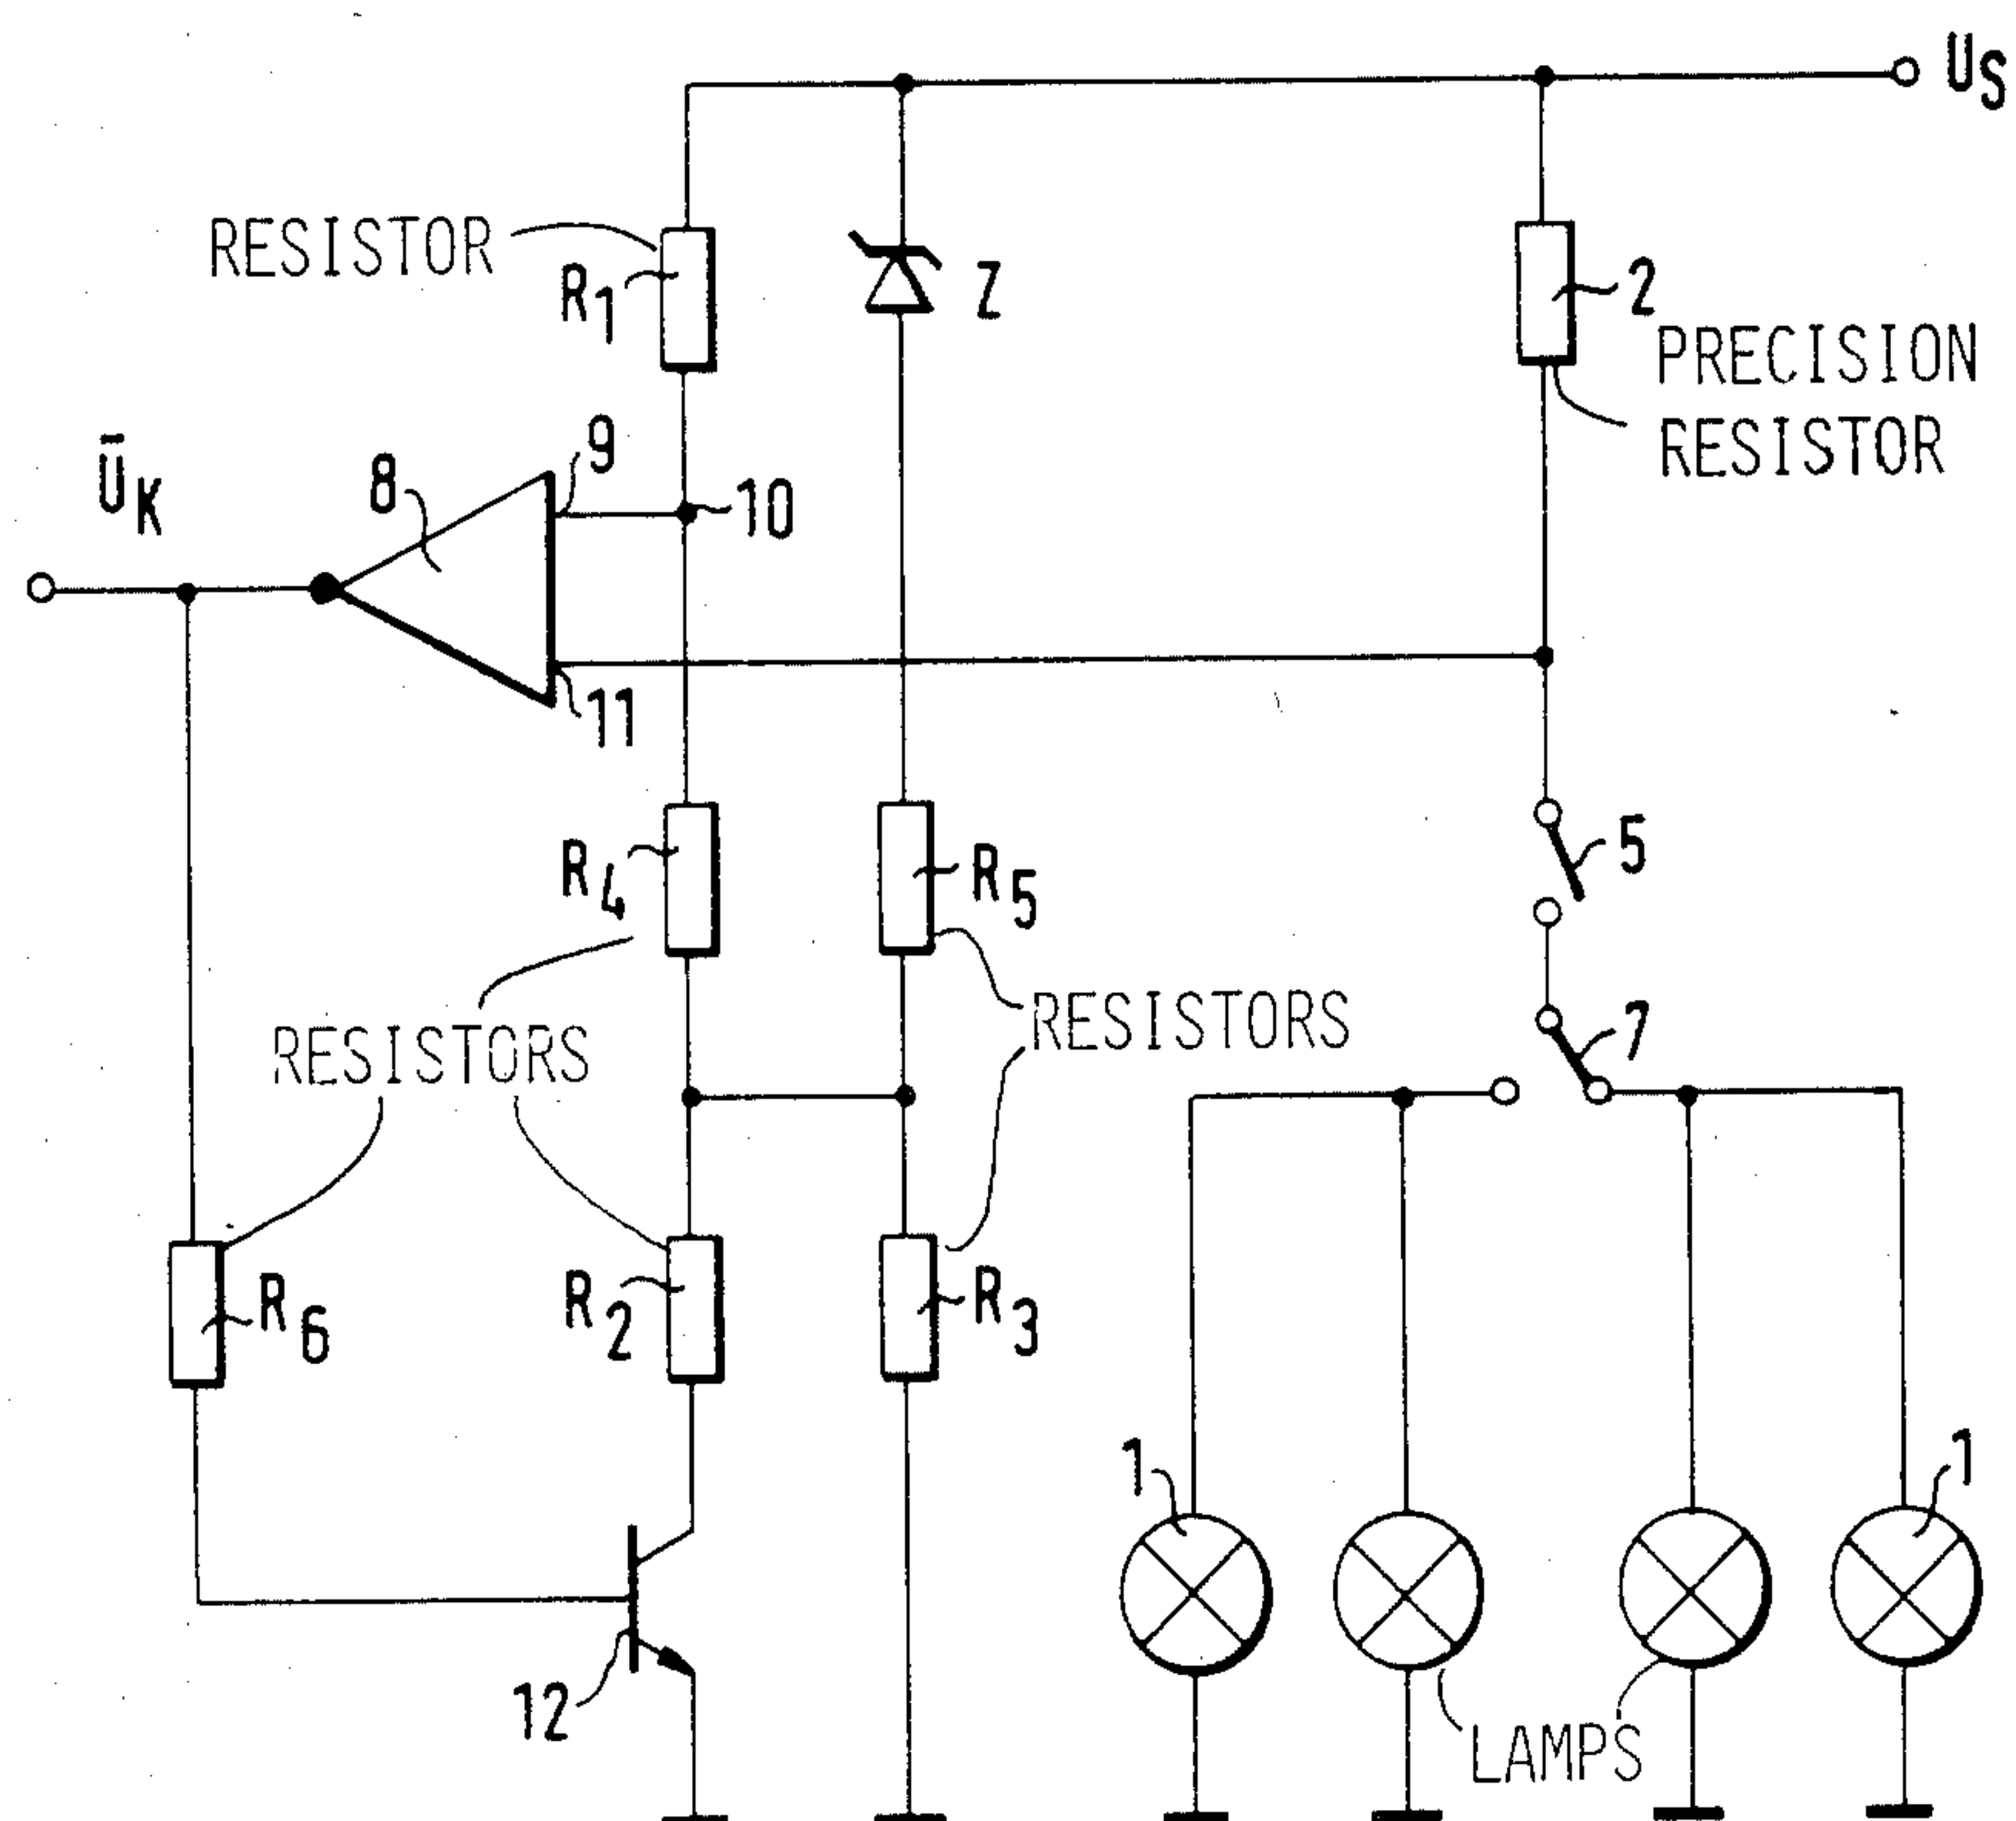 U_S
RESISTOR
R_1
Z
2
PRECISION
RESISTOR
Ū_K
8
9
10
11
R_4
R_5
5
RESISTORS
RESISTORS
7
R_6
R_2
R_3
1
1
12
LAMPS